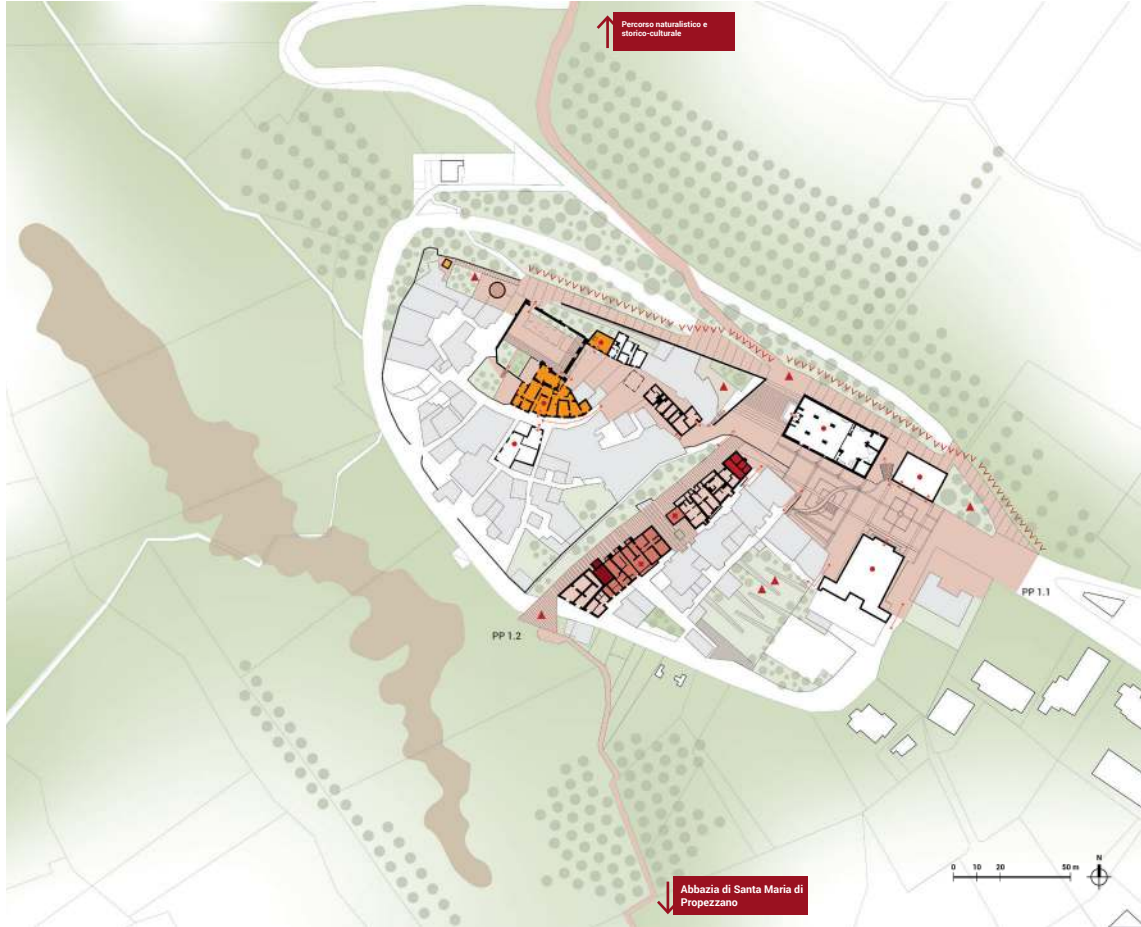 Percorso naturalistico e
storico-culturale
PP 1.1
PP 1.2
N
0 10 20 50 m
Abbazia di Santa Maria di
Propezzano